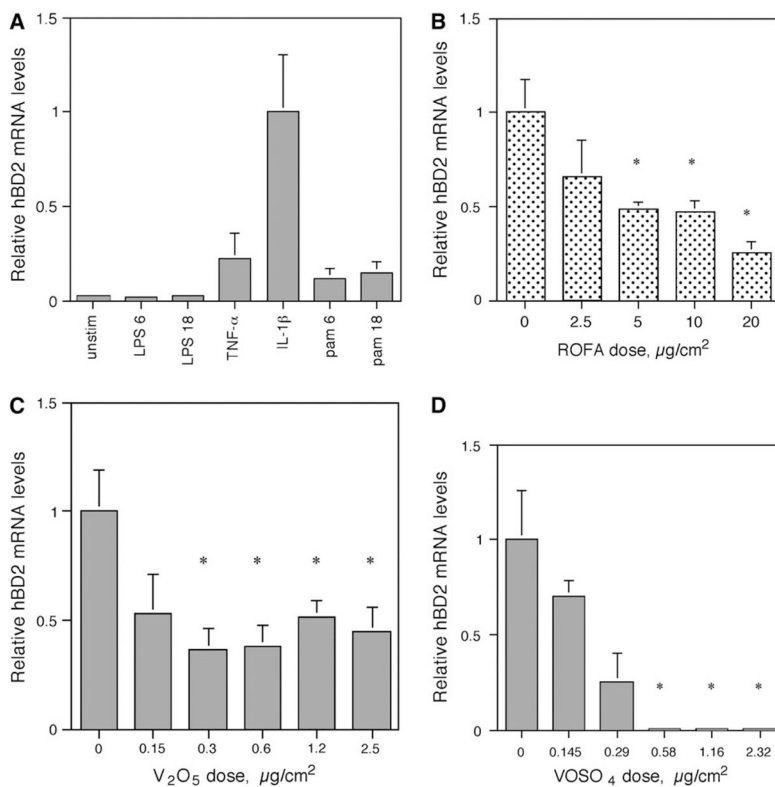 A
Relative hBD2 mRNA levels
1.5
1
0.5
0
unstim
LPS 6
LPS 18
TNF-α
IL-1β
pam 6
pam 18
B
Relative hBD2 mRNA levels
1.5
1
0.5
0
*
*
*
0 2.5 5 10 20
ROFA dose, µg/cm²
C
Relative hBD2 mRNA levels
1.5
1
0.5
0
* * * *
0 0.15 0.3 0.6 1.2 2.5
V₂O₅ dose, µg/cm²
D
Relative hBD2 mRNA levels
1.5
1
0.5
0
* * *
0 0.145 0.29 0.58 1.16 2.32
VOSO ₄ dose, µg/cm²